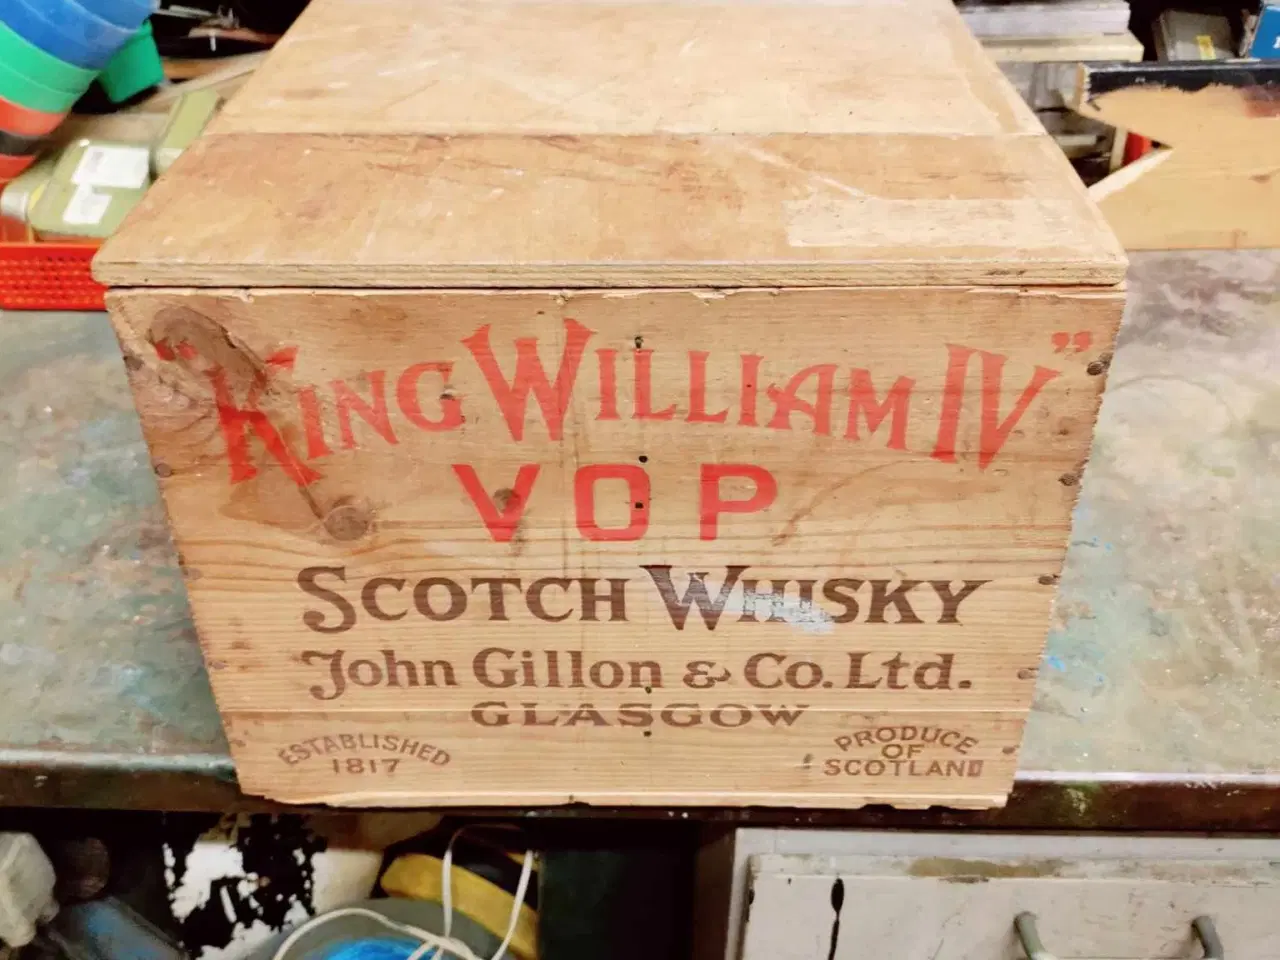 "KING WILLIAM IV"
VOP
SCOTCH WHISKY
John Gillon & Co. Ltd.
GLASGOW
ESTABLISHED
1817
PRODUCE
OF
SCOTLAND